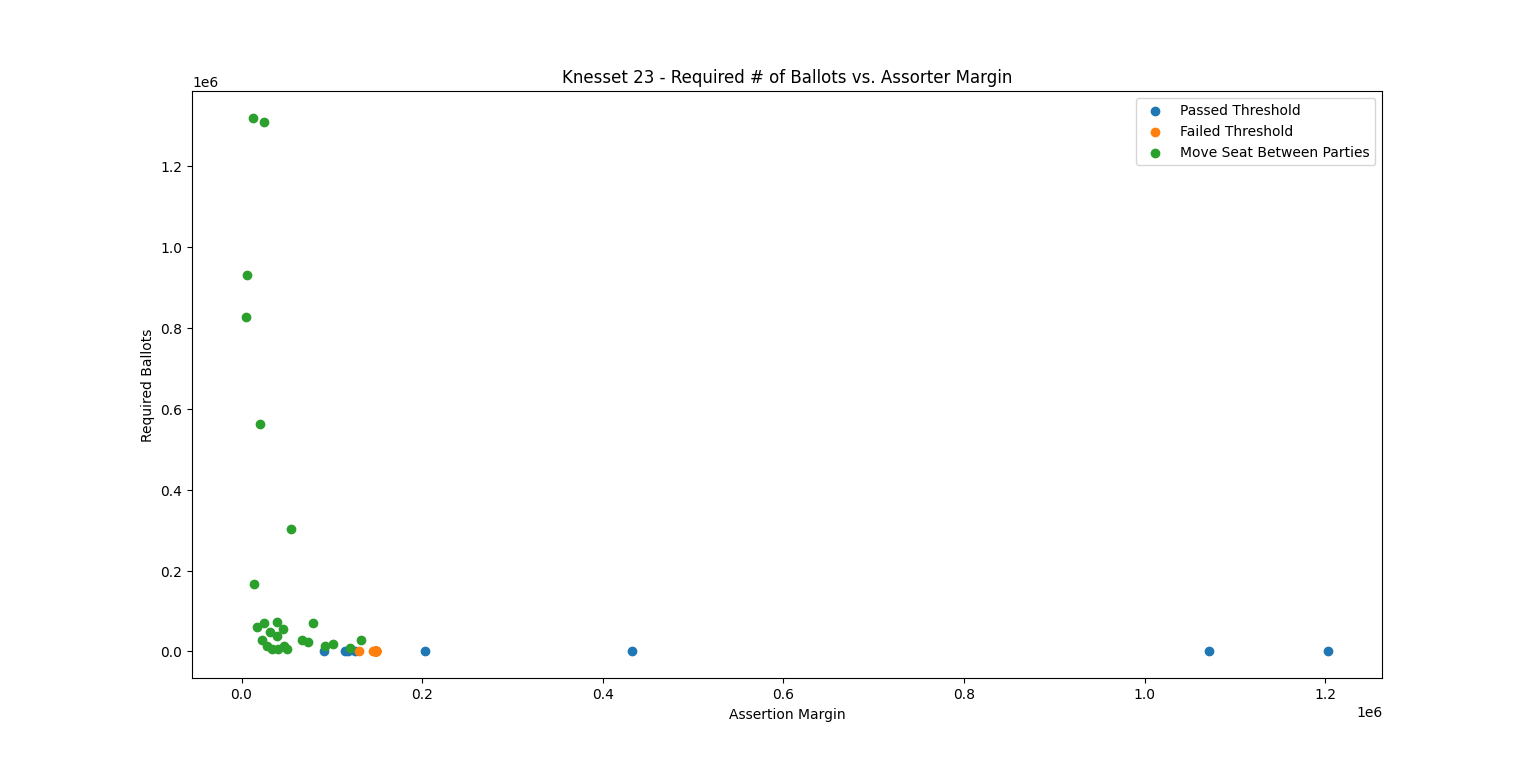 Knesset 23 - Required # of Ballots vs. Assorter Margin
1e6
Passed Threshold
Failed Threshold
Move Seat Between Parties
1.2
1.0
0.8
0.6
0.4
0.2
0.0
Required Ballots
0.0 0.2 0.4 0.6 0.8 1.0 1.2
1e6
Assertion Margin